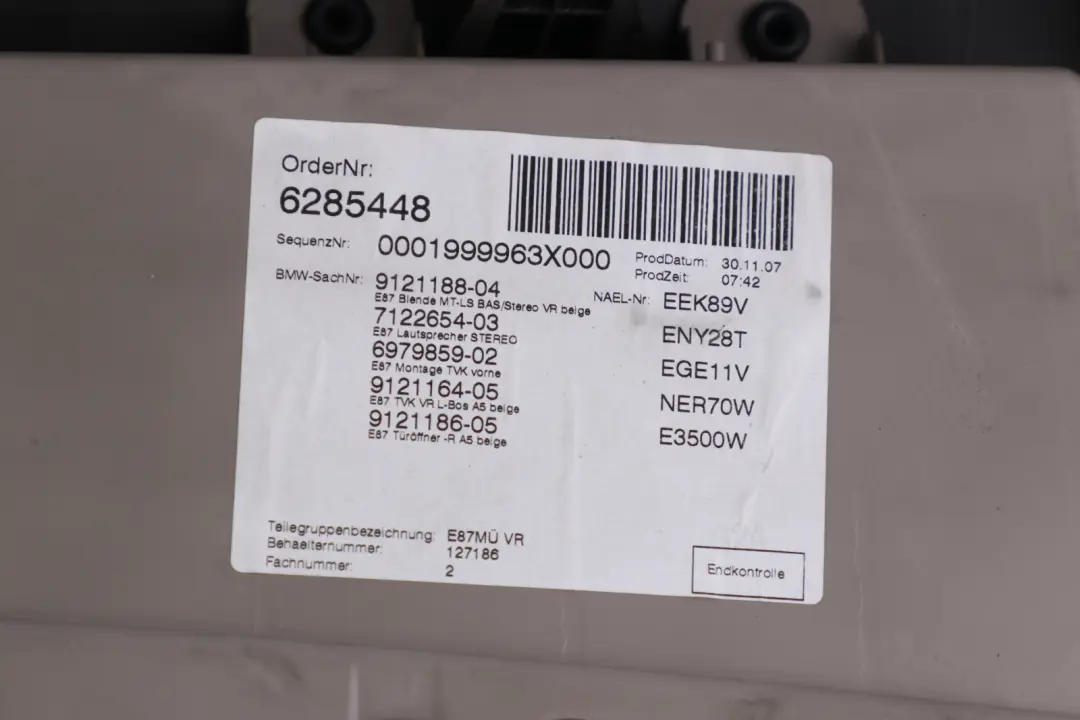 OrderNr:
6285448
SequenzNr: 0001999963X000
ProdDatum: 30.11.07
ProdZeit: 07:42
BMW-SachNr: 9121188-04
E87 Blende MT-LS BAS/Stereo VR beige
NAEL-Nr: EEK89V
7122654-03
E87 Lautsprecher STEREO
ENY28T
6979859-02
E87 Montage TVK vorne
EGE11V
9121164-05
E87 TVK VR L-Bos A5 beige
NER70W
9121186-05
E87 Türöffner -R A5 beige
E3500W
Teilegruppenbezeichnung: E87MÜ VR
Behaelternummer: 127186
Fachnummer: 2
Endkontrolle